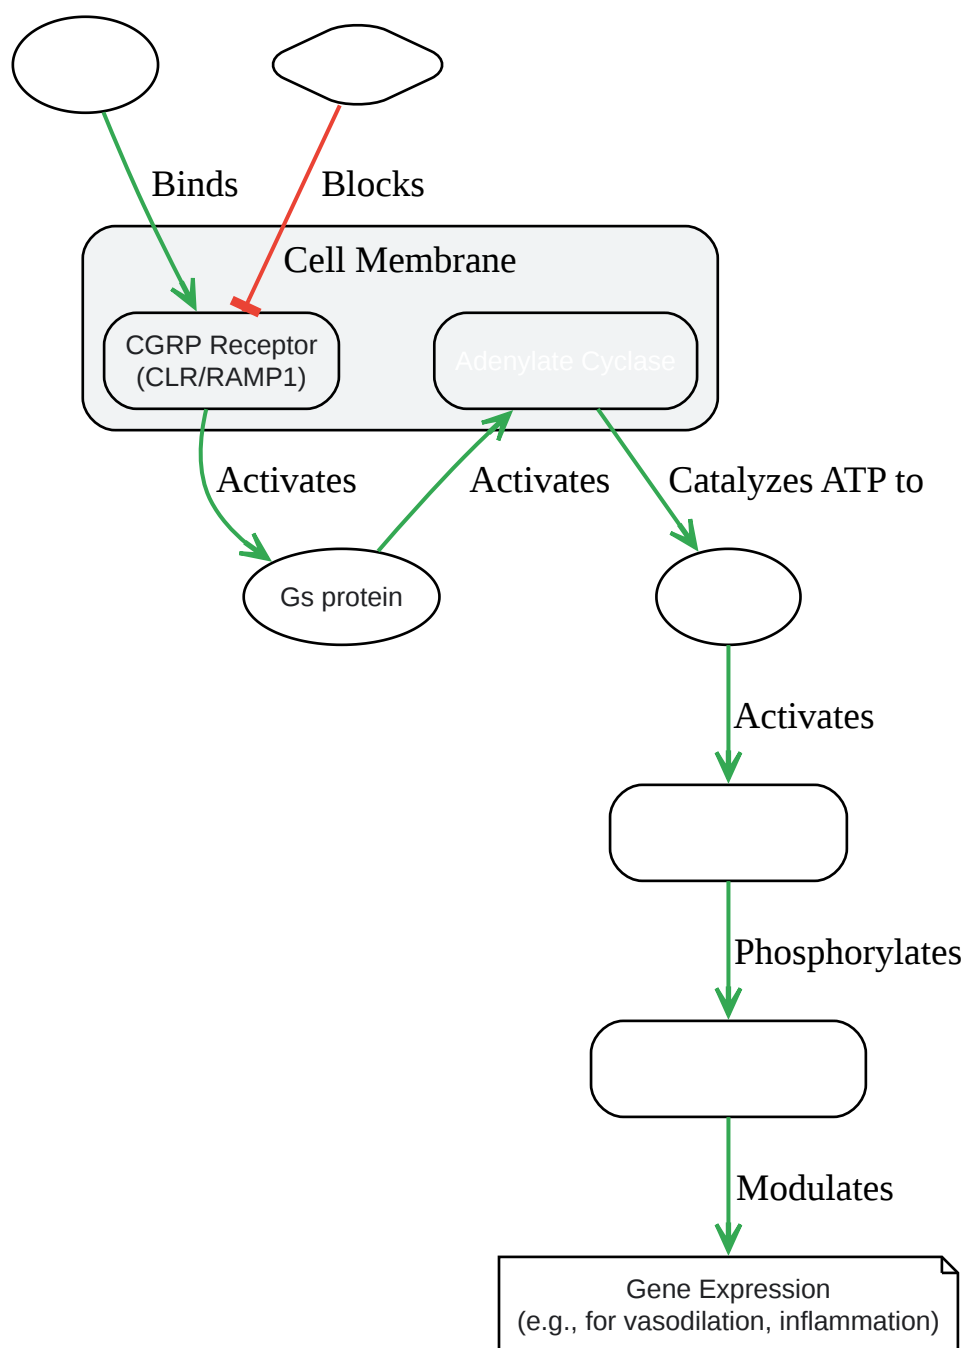 Binds
Blocks
Cell Membrane
CGRP Receptor
(CLR/RAMP1)
Adenylate Cyclase
Activates
Activates
Catalyzes ATP to
Gs protein
Activates
Phosphorylates
Modulates
Gene Expression
(e.g., for vasodilation, inflammation)